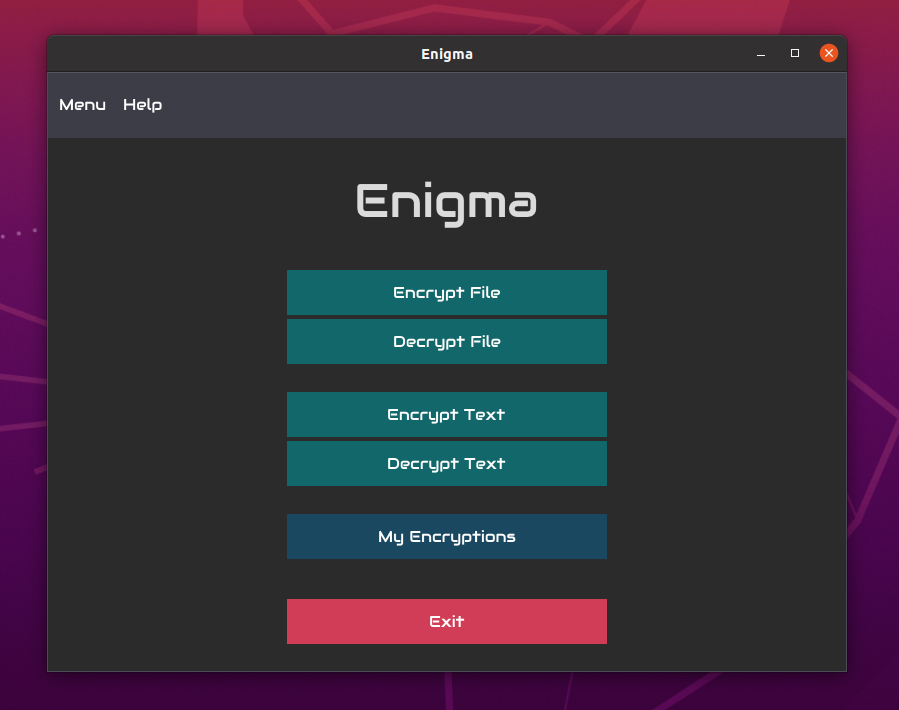 Enigma
Menu Help
Enigma
Encrypt File
Decrypt File
Encrypt Text
Decrypt Text
My Encryptions
Exit